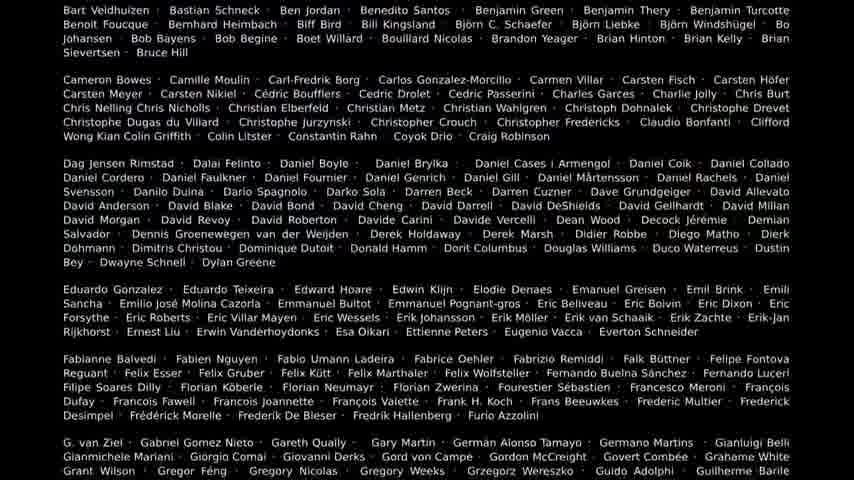 Bart Veldhuizen · Bastian Schneck · Ben Jordan · Benedito Santos · Benjamin Green · Benjamin Thery · Benjamin Turcotte
Benoit Foucque · Bernhard Heimbach · Biff Bird · Bill Kingsland · Björn C. Schaefer · Björn Liebke · Björn Windshügel · Bo
Johansen · Bob Bayens · Bob Begine · Boet Willard · Bouillard Nicolas · Brandon Yeager · Brian Hinton · Brian Kelly · Brian
Sievertsen · Bruce Hill
Cameron Bowes · Camille Moulin · Carl-Fredrik Borg · Carlos Gonzalez-Morcillo · Carmen Villar · Carsten Fisch · Carsten Höfer
Carsten Meyer · Carsten Nikiel · Cédric Boufflers · Cedric Drolet · Cedric Passerini · Charles Garces · Charlie Jolly · Chris Burt
Chris Nelling Chris Nicholls · Christian Elberfeld · Christian Metz · Christian Wahlgren · Christoph Dohnalek · Christophe Drevet
Christophe Dugas du Villard · Christophe Jurzynski · Christopher Crouch · Christopher Fredericks · Claudio Bonfanti · Clifford
Wong Kian Colin Griffith · Colin Litster · Constantin Rahn · Coyok Drio · Craig Robinson
Dag Jensen Rimstad · Dalai Felinto · Daniel Boyle · Daniel Brylka · Daniel Cases i Armengol · Daniel Coik · Daniel Collado
Daniel Cordero · Daniel Faulkner · Daniel Fournier · Daniel Genrich · Daniel Gill · Daniel Mårtensson · Daniel Rachels · Daniel
Svensson · Danilo Duina · Dario Spagnolo · Darko Sola · Darren Beck · Darren Cuzner · Dave Grundgeiger · David Allevato
David Anderson · David Blake · David Bond · David Cheng · David Darrell · David DeShields · David Gellhardt · David Millan
David Morgan · David Revoy · David Roberton · Davide Carini · Davide Vercelli · Dean Wood · Decock Jérémie · Demian
Salvador · Dennis Groenewegen van der Weijden · Derek Holdaway · Derek Marsh · Didier Robbe · Diego Matho · Dierk
Dohmann · Dimitris Christou · Dominique Dutoit · Donald Hamm · Dorit Columbus · Douglas Williams · Duco Waterreus · Dustin
Bey · Dwayne Schnell · Dylan Greene
Eduardo Gonzalez · Eduardo Teixeira · Edward Hoare · Edwin Klijn · Elodie Denaes · Emanuel Greisen · Emil Brink · Emili
Sancha · Emilio José Molina Cazorla · Emmanuel Bultot · Emmanuel Pognant-gros · Eric Beliveau · Eric Boivin · Eric Dixon · Eric
Forsythe · Eric Roberts · Eric Villar Mayen · Eric Wessels · Erik Johansson · Erik Möller · Erik van Schaaik · Erik Zachte · Erik-Jan
Rijkhorst · Ernest Liu · Erwin Vanderhoydonks · Esa Oikari · Ettienne Peters · Eugenio Vacca · Everton Schneider
Fabianne Balvedi · Fabien Nguyen · Fabio Umann Ladeira · Fabrice Oehler · Fabrizio Remiddi · Falk Büttner · Felipe Fontova
Reguant · Felix Esser · Felix Gruber · Felix Kütt · Felix Marthaler · Felix Wolfsteller · Fernando Buelna Sánchez · Fernando Lucerl
Filipe Soares Dilly · Florian Köberle · Florian Neumayr · Florian Zwerina · Fourestier Sébastien · Francesco Meroni · François
Dufay · Francois Fawell · Francois Joannette · François Valette · Frank H. Koch · Frans Beeuwkes · Frederic Multier · Frederick
Desimpel · Frédérick Morelle · Frederik De Bleser · Fredrik Hallenberg · Furio Azzolini
G. van Ziel · Gabriel Gomez Nieto · Gareth Qually · Gary Martin · Germán Alonso Tamayo · Germano Martins · Gianluigi Belli
Gianmichele Mariani · Giorgio Comai · Giovanni Derks · Gord von Campe · Gordon McCreight · Govert Combée · Grahame White
Grant Wilson · Gregor Féng · Gregory Nicolas · Gregory Weeks · Grzegorz Wereszko · Guido Adolphi · Guilherme Barile